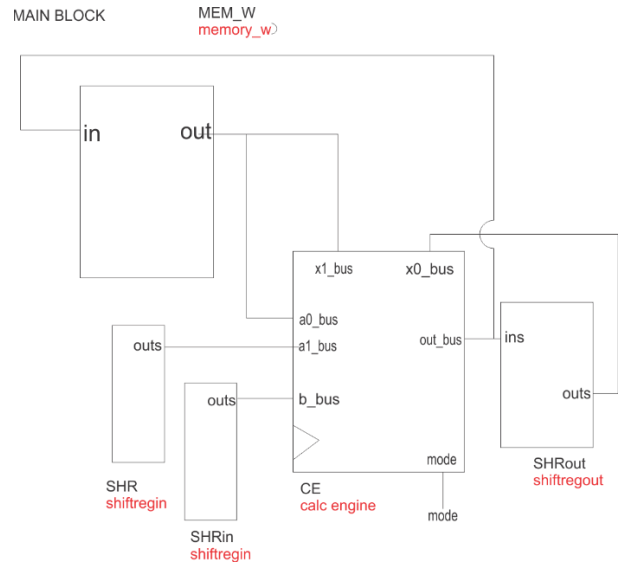 MAIN BLOCK
MEM_W
memory_w
in
out
x1_bus
x0_bus
a0_bus
a1_bus
out_bus
b_bus
mode
mode
outs
SHR
shiftregin
outs
SHRin
shiftregin
CE
calc engine
ins
outs
SHRout
shiftregout